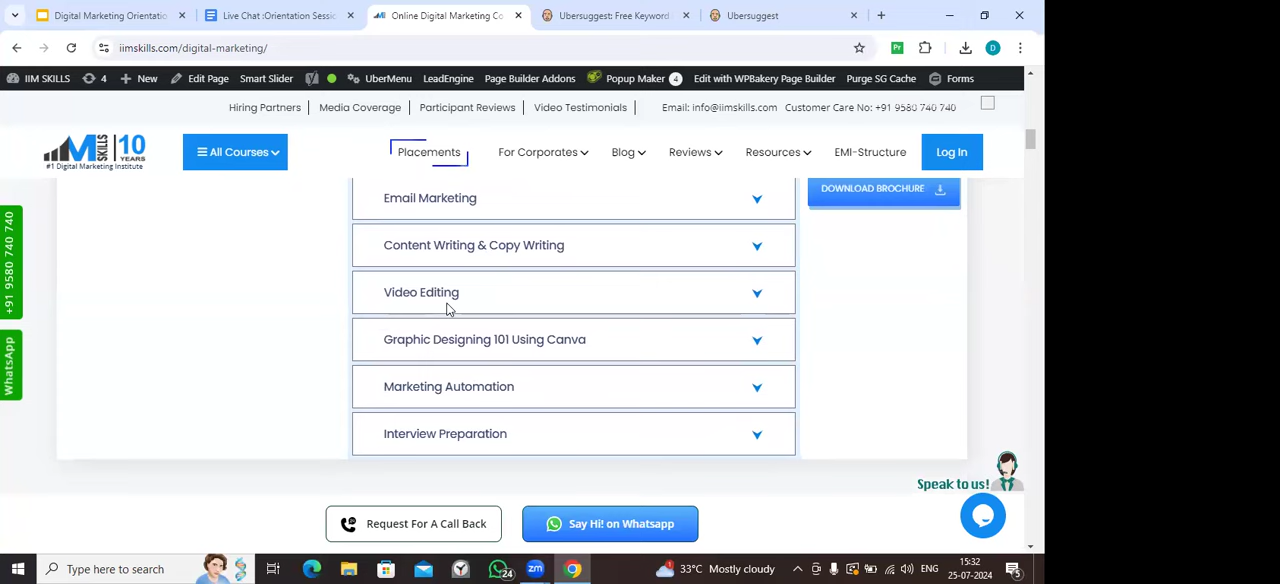 Digital Marketing Orientatio
Live Chat :Orientation Sessic
Online Digital Marketing Co
Ubersuggest: Free Keyword
Ubersuggest
iimskills.com/digital-marketing/
IIM SKILLS 4 New Edit Page Smart Slider UberMenu LeadEngine Page Builder Addons Popup Maker 4 Edit with WPBakery Page Builder Purge SG Cache Forms
Hiring Partners Media Coverage Participant Reviews Video Testimonials Email: info@iimskills.com Customer Care No: +91 9580 740 740
IIM SKILLS 10 YEARS
#1 Digital Marketing Institute
All Courses Placements For Corporates Blog Reviews Resources EMI-Structure Log In
DOWNLOAD BROCHURE
Email Marketing
Content Writing & Copy Writing
Video Editing
Graphic Designing 101 Using Canva
Marketing Automation
Interview Preparation
+91 9580 740 740
WhatsApp
Speak to us!
Request For A Call Back
Say Hi! on Whatsapp
Type here to search
24
zm
33°C Mostly cloudy
ENG
15:32
25-07-2024
5